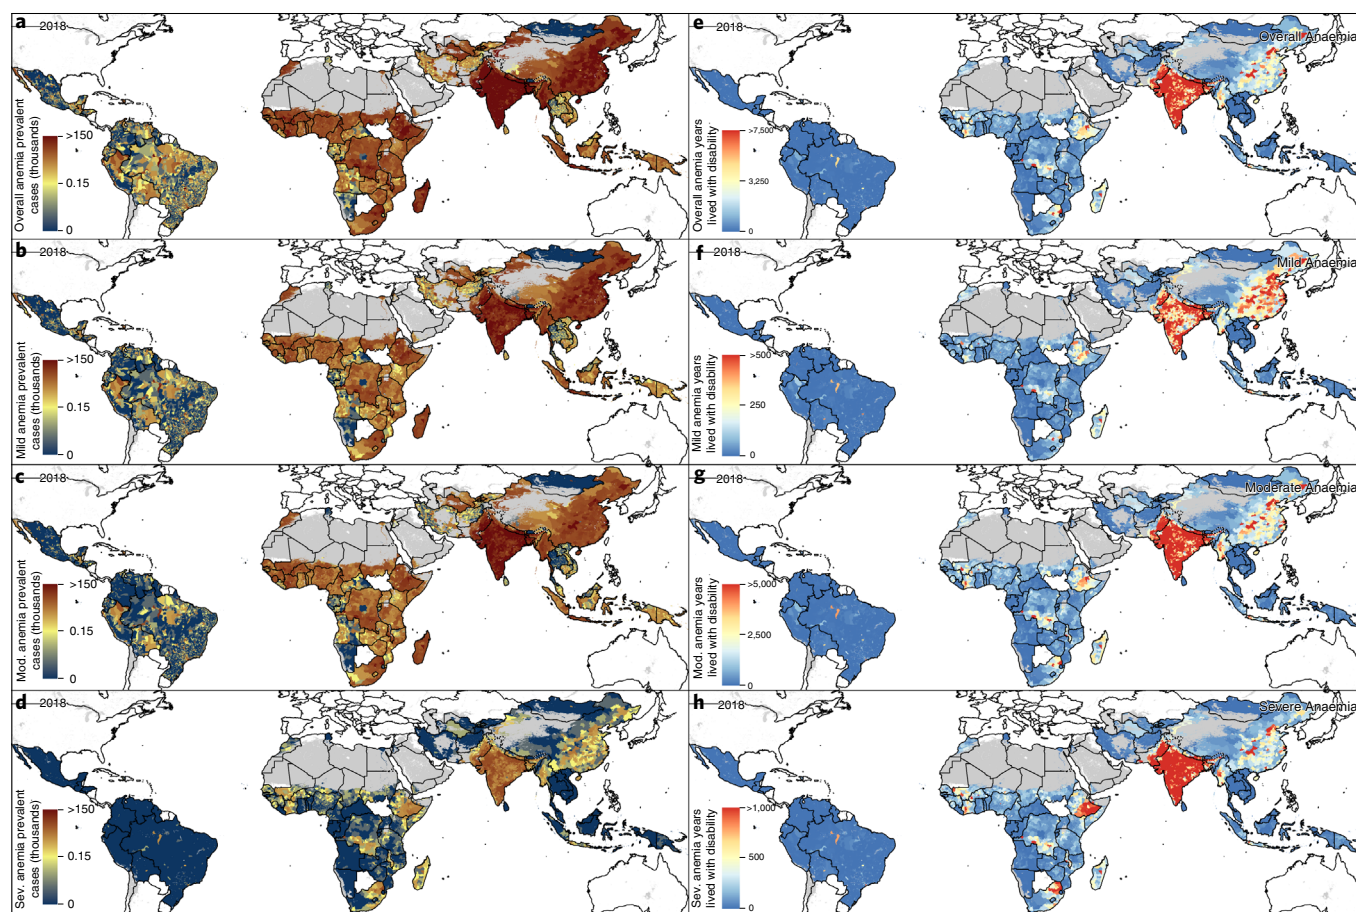 a
2018
Overall anemia prevalent
cases (thousands)
>150
0.15
0
e
Overall Anaemia
Overall anemia years
lived with disability
>7,500
3,250
0
b
2018
Mild anemia prevalent
cases (thousands)
>150
0.15
0
f
2018
Mild Anaemia
Mild anemia years
lived with disability
>500
250
0
c
2018
Mod. anemia prevalent
cases (thousands)
>150
0.15
0
g
2018
Moderate Anaemia
Mod. anemia years
lived with disability
>5,000
2,500
0
d
2018
Sev. anemia prevalent
cases (thousands)
>150
0.15
0
h
2018
Severe Anaemia
Sev. anemia years
lived with disability
>1,000
500
0